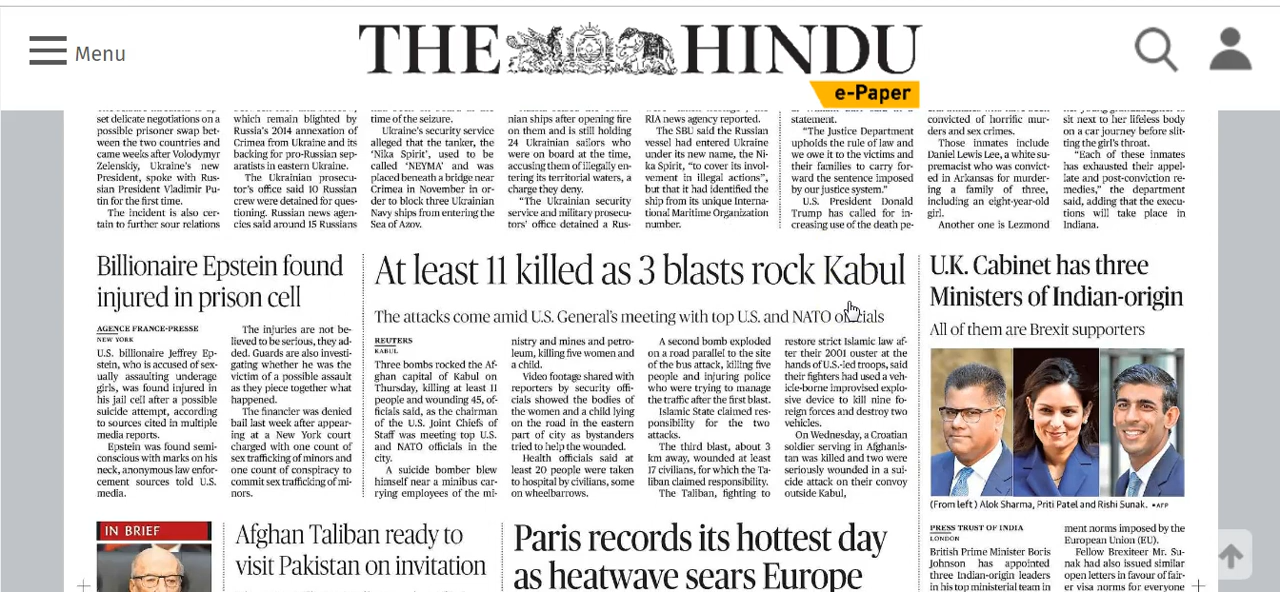 Menu
THE HINDU
e-Paper
set delicate negotiations on a
possible prisoner swap bet-
ween the two countries and
came weeks after Volodymyr
Zelenskiy, Ukraine's new
President, spoke with Rus-
sian President Vladimir Pu-
tin for the first time.
The incident is also cer-
tain to further sour relations
which remain blighted by
Russia's 2014 annexation of
Crimea from Ukraine and its
backing for pro-Russian sep-
aratists in eastern Ukraine.
The Ukrainian prosecu-
tor's office said 10 Russian
crew were detained for ques-
tioning. Russian news agen-
cies said around 15 Russians
time of the seizure.
Ukraine's security service
alleged that the tanker, the
'Nika Spirit', used to be
called 'NEYMA' and was
placed beneath a bridge near
Crimea in November in or-
der to block three Ukrainian
Navy ships from entering the
Sea of Azov.
nian ships after opening fire
on them and is still holding
24 Ukrainian sailors who
were on board at the time,
accusing them of illegally en-
tering its territorial waters, a
charge they deny.
"The Ukrainian security
service and military prosecu-
tors' office detained a Rus-
RIA news agency reported.
The SBU said the Russian
vessel had entered Ukraine
under its new name, the Ni-
ka Spirit, "to cover its invo-
vement in illegal actions",
but that it had identified the
ship from its unique Interna-
tional Maritime Organization
number.
statement.
"The Justice Department
upholds the rule of law and
we owe it to the victims and
their families to carry for-
ward the sentence imposed
by our justice system."
U.S. President Donald
Trump has called for in-
creasing use of the death pe-
convicted of horrific mur-
ders and sex crimes.
Those inmates include
Daniel Lewis Lee, a white su-
premacist who was convict-
ed in Arkansas for murder-
ing a family of three,
including an eight-year-old
girl.
Another one is Lezmond
sit next to her lifeless body
on a car journey before slit-
ting the girl's throat.
"Each of these inmates
has exhausted their appel-
late and post-conviction re-
medies," the department
said, adding that the execu-
tions will take place in
Indiana.
Billionaire Epstein found
injured in prison cell
AGENCE FRANCE-PRESSE
NEW YORK
U.S. billionaire Jeffrey Ep-
stein, who is accused of sex-
ually assaulting underage
girls, was found injured in
his jail cell after a possible
suicide attempt, according
to sources cited in multiple
media reports.
Epstein was found semi-
conscious with marks on his
neck, anonymous law enfor-
cement sources told U.S.
media.
The injuries are not be-
lieved to be serious, they ad-
ded. Guards are also investi-
gating whether he was the
victim of a possible assault
as they piece together what
happened.
The financier was denied
bail last week after appear-
ing at a New York court
charged with one count of
sex trafficking of minors and
one count of conspiracy to
commit sex trafficking of mi-
nors.
At least 11 killed as 3 blasts rock Kabul
The attacks come amid U.S. General's meeting with top U.S. and NATO officials
REUTERS
KABUL
Three bombs rocked the Af-
ghan capital of Kabul on
Thursday, killing at least 11
people and wounding 45, of-
ficials said, as the chairman
of the U.S. Joint Chiefs of
Staff was meeting top U.S.
and NATO officials in the
city.
A suicide bomber blew
himself near a minibus car-
rying employees of the mi-
nistry and mines and petro-
leum, killing five women and
a child.
Video footage shared with
reporters by security offi-
cials showed the bodies of
the women and a child lying
on the road in the eastern
part of city as bystanders
tried to help the wounded.
Health officials said at
least 20 people were taken
to hospital by civilians, some
on wheelbarrows.
A second bomb exploded
on a road parallel to the site
of the bus attack, killing five
people and injuring police
who were trying to manage
the traffic after the first blast.
Islamic State claimed res-
ponsibility for the two
attacks.
The third blast, about 3
km away, wounded at least
17 civilians, for which the Ta-
liban claimed responsibility.
The Taliban, fighting to
restore strict Islamic law af-
ter their 2001 ouster at the
hands of U.S.-led troops, said
their fighters had used a veh-
icle-borne improvised explo-
sive device to kill nine fo-
reign forces and destroy two
vehicles.
On Wednesday, a Croatian
soldier serving in Afghanis-
tan was killed and two were
seriously wounded in a sui-
cide attack on their convoy
outside Kabul,
U.K. Cabinet has three
Ministers of Indian-origin
All of them are Brexit supporters
(From left) Alok Sharma, Priti Patel and Rishi Sunak. •AFP
PRESS TRUST OF INDIA
LONDON
British Prime Minister Boris
Johnson has appointed
three Indian-origin leaders
in his top ministerial team in
ment norms imposed by the
European Union (EU).
Fellow Brexiteer Mr. Su-
nak had also issued similar
open letters in favour of fair-
er visa norms for everyone
IN BRIEF
Afghan Taliban ready to
visit Pakistan on invitation
Paris records its hottest day
as heatwave sears Europe